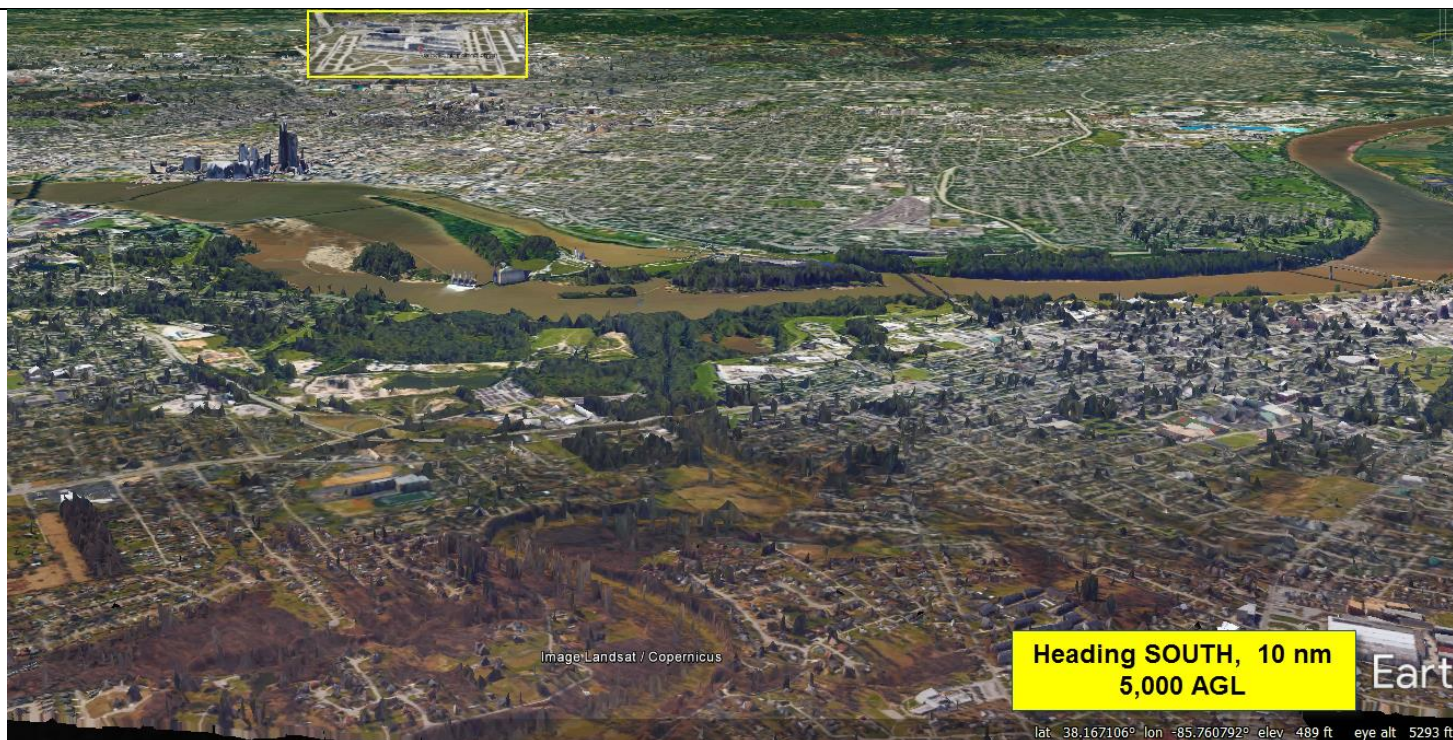 Heading SOUTH, 10 nm
5,000 AGL
Image Landsat / Copernicus
Eart
lat 38.167106° lon -85.760792° elev 489 ft eye alt 5293 ft